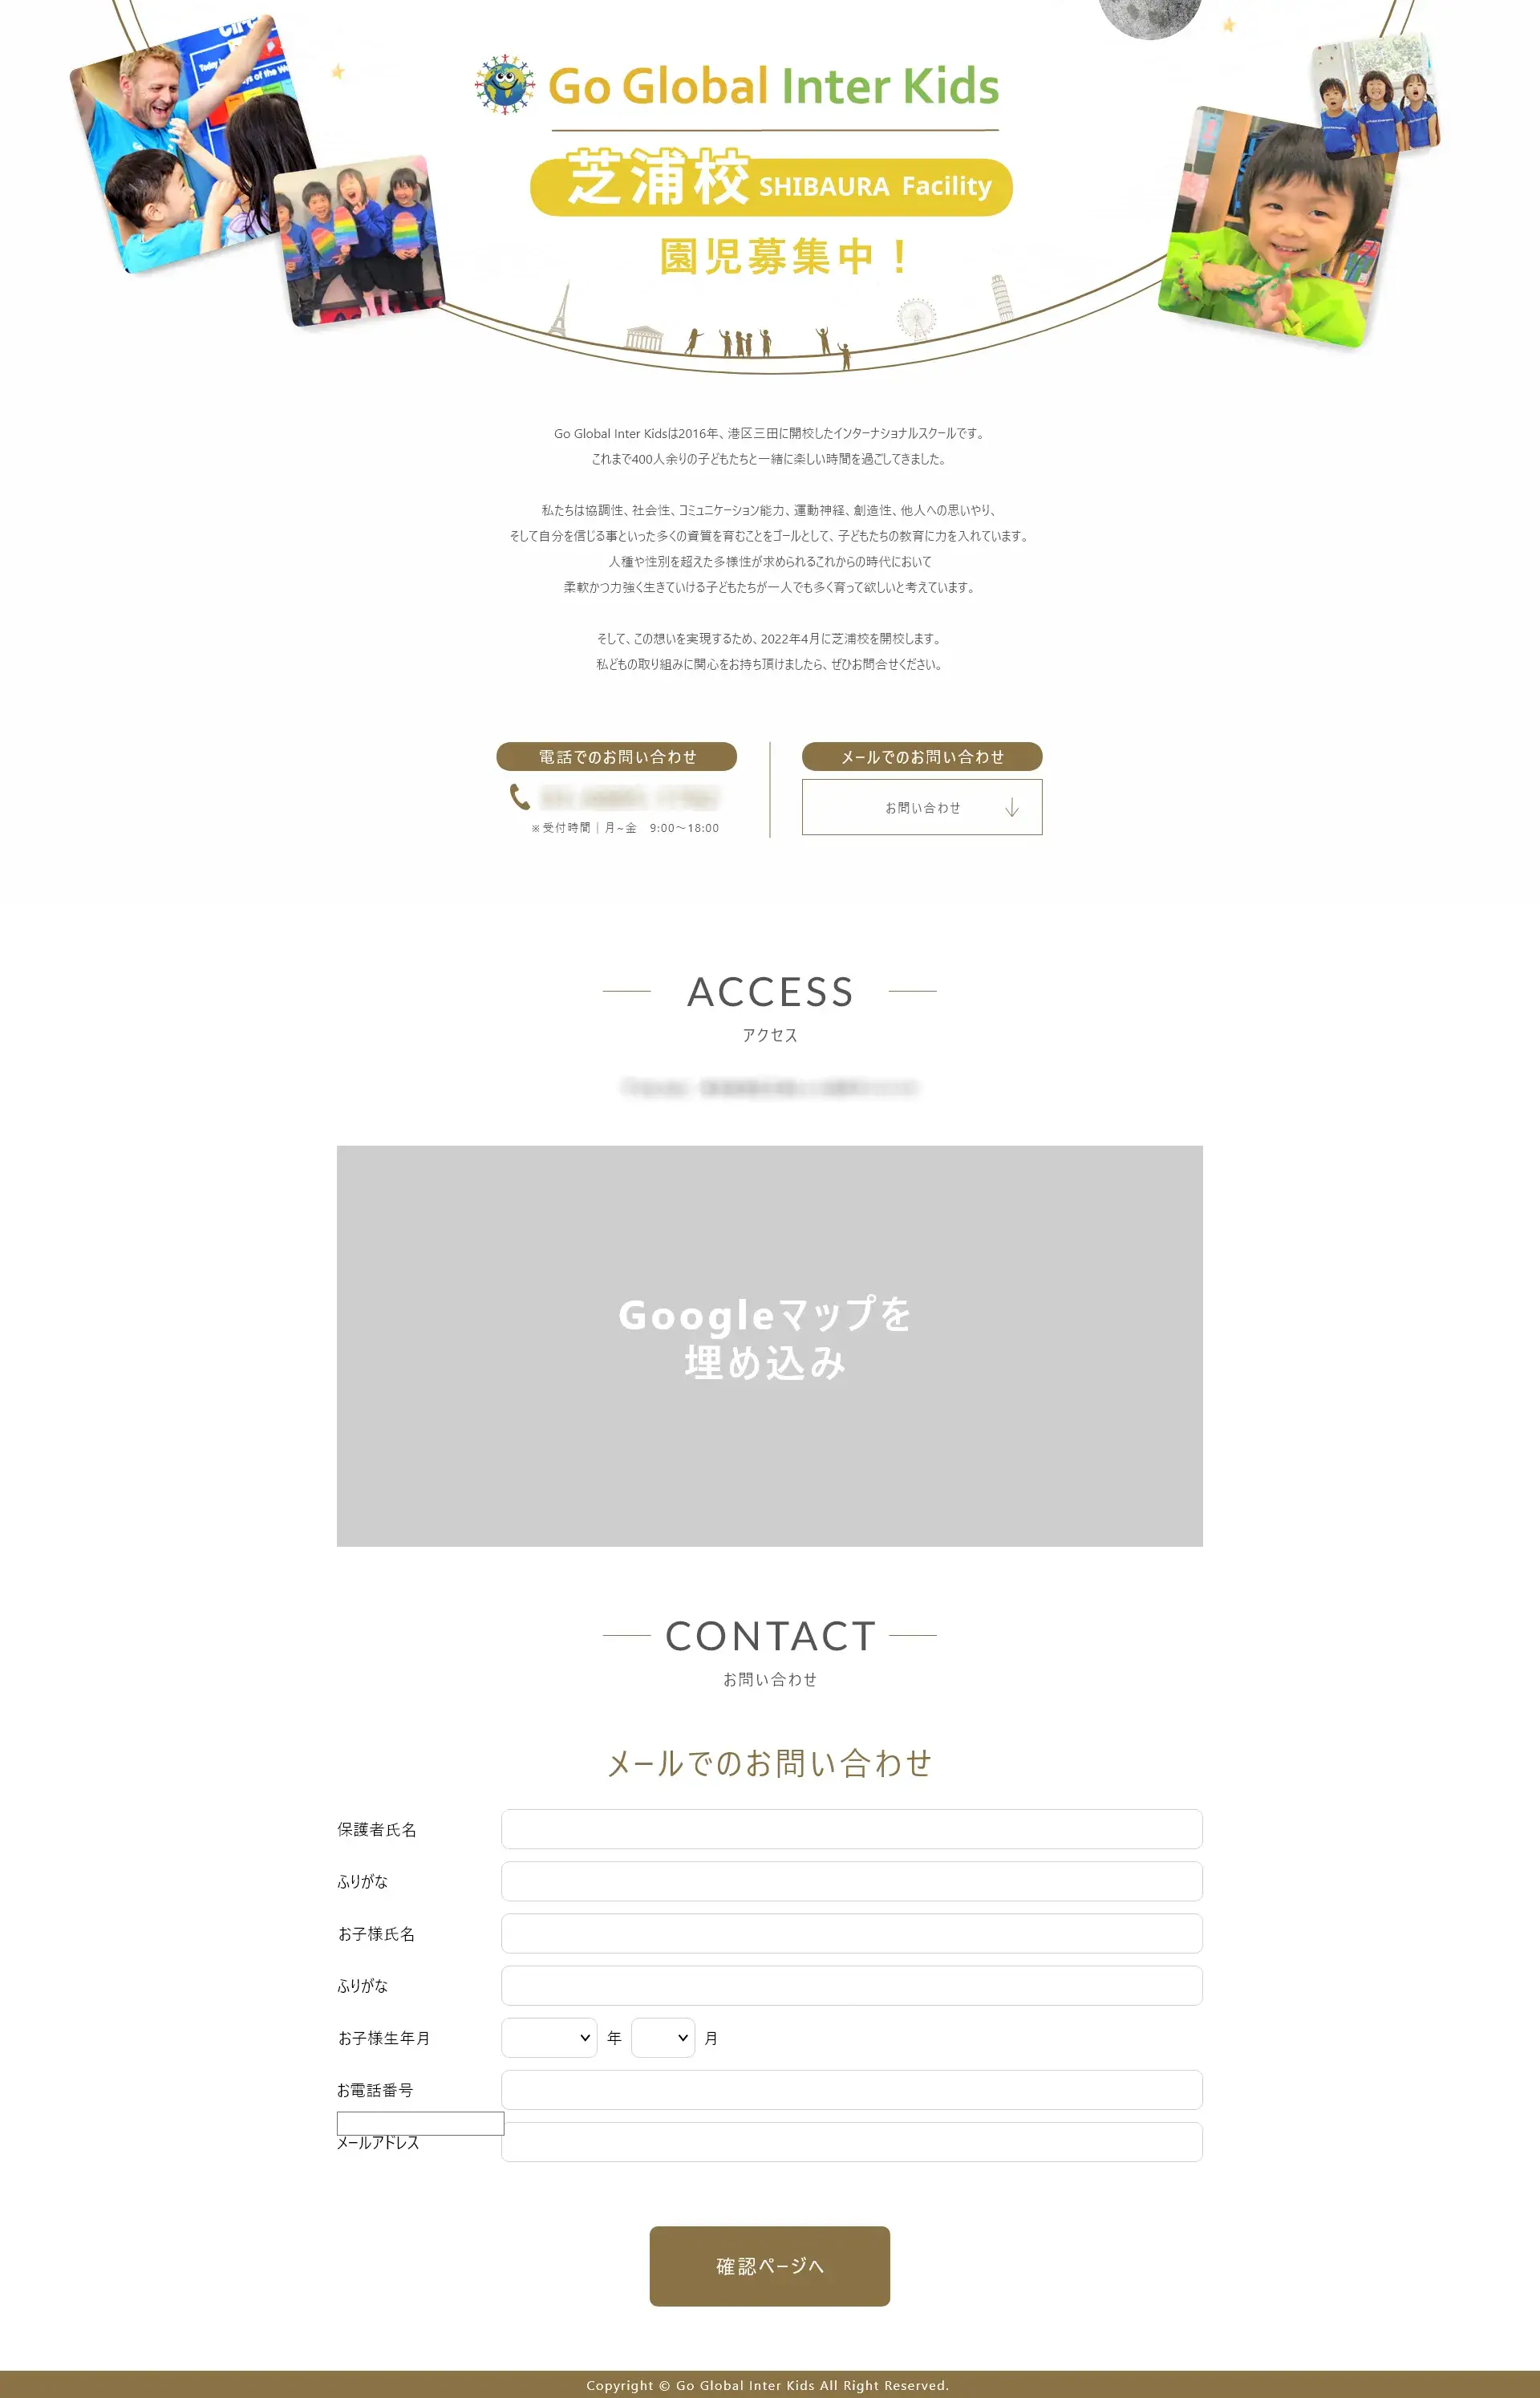 Go Global Inter Kids
芝浦校 SHIBAURA Facility
園児募集中！
Go Global Inter Kidsは2016年、港区三田に開校したインターナショナルスクールです。
これまで400人余りの子どもたちと一緒に楽しい時間を過ごしてきました。
私たちは協調性、社会性、コミュニケーション能力、運動神経、創造性、他人への思いやり、
そして自分を信じる事といった多くの資質を育むことをゴールとして、子どもたちの教育に力を入れています。
人種や性別を超えた多様性が求められるこれからの時代において
柔軟かつ力強く生きていける子どもたちが一人でも多く育って欲しいと考えています。
そして、この想いを実現するため、2022年4月に芝浦校を開校します。
私どもの取り組みに関心をお持ち頂けましたら、ぜひお問合せください。
電話でのお問い合わせ
※受付時間｜月~金　9:00〜18:00
メールでのお問い合わせ
お問い合わせ
ACCESS
アクセス
Googleマップを
埋め込み
CONTACT
お問い合わせ
メールでのお問い合わせ
保護者氏名
ふりがな
お子様氏名
ふりがな
お子様生年月 年 月
お電話番号
メールアドレス
確認ページへ
Copyright © Go Global Inter Kids All Right Reserved.